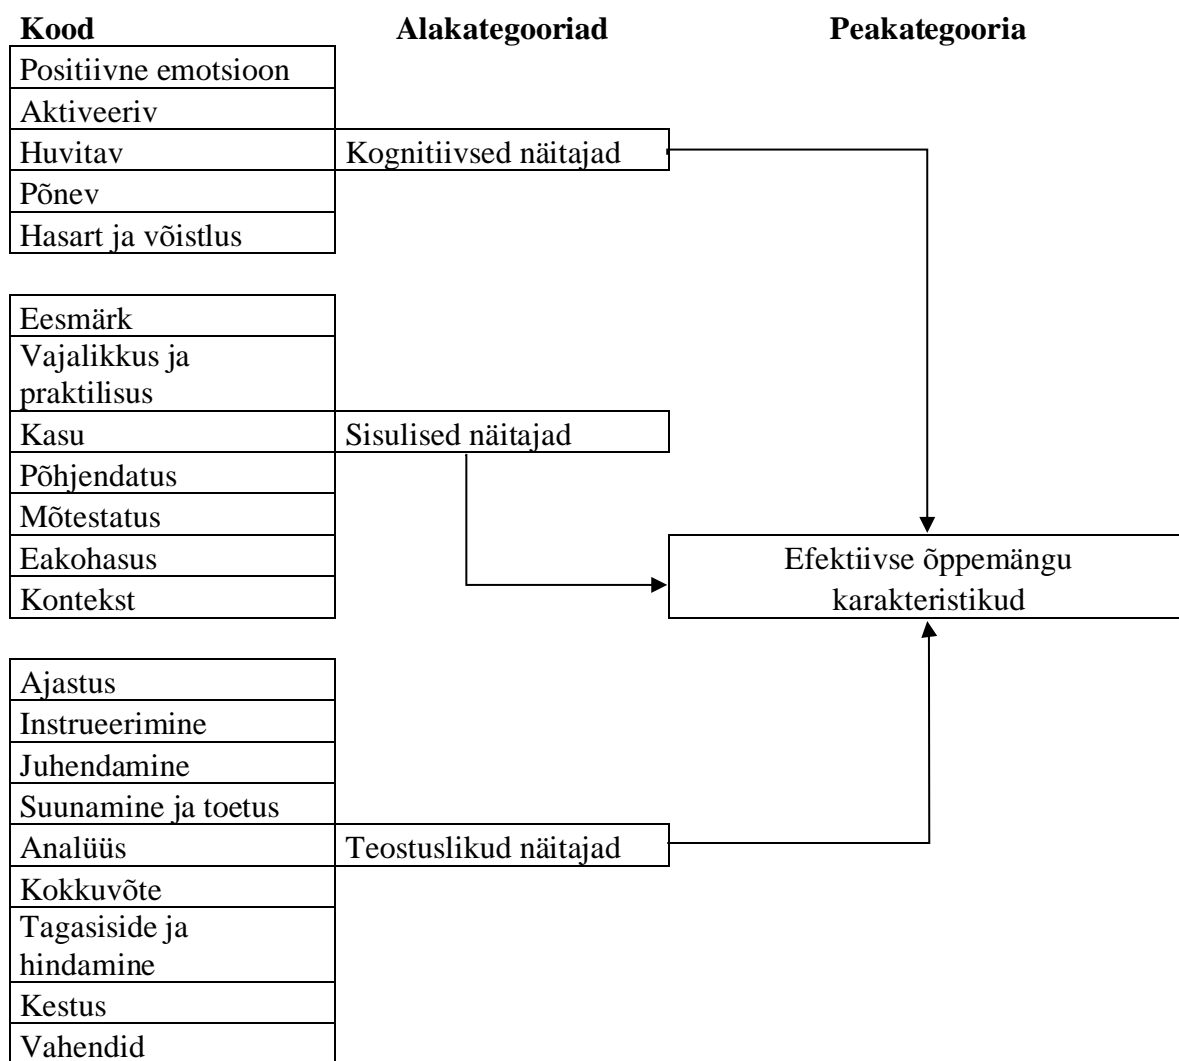 Kood Alakategooriad Peakategooria
Positiivne emotsioon
Aktiveeriv
Huvitav Kognitiivsed näitajad
Põnev
Hasart ja võistlus
Eesmärk
Vajalikkus ja
praktilisus
Kasu Sisulised näitajad
Põhjendatus
Mõtestatus
Eakohasus
Kontekst
Efektiivse õppemängu
karakteristikud
Ajastus
Instrueerimine
Juhendamine
Suunamine ja toetus
Analüüs Teostuslikud näitajad
Kokkuvõte
Tagasiside ja
hindamine
Kestus
Vahendid